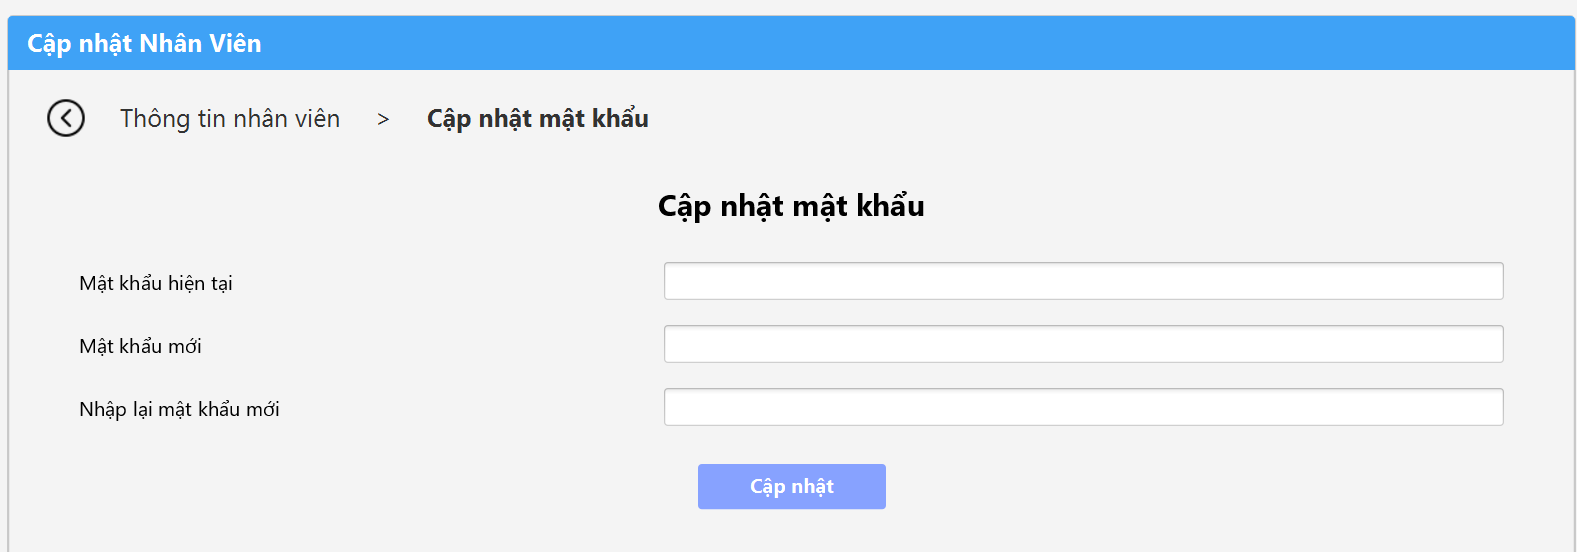 Cập nhật Nhân Viên
Thông tin nhân viên > Cập nhật mật khẩu
Cập nhật mật khẩu
Mật khẩu hiện tại
Mật khẩu mới
Nhập lại mật khẩu mới
Cập nhật